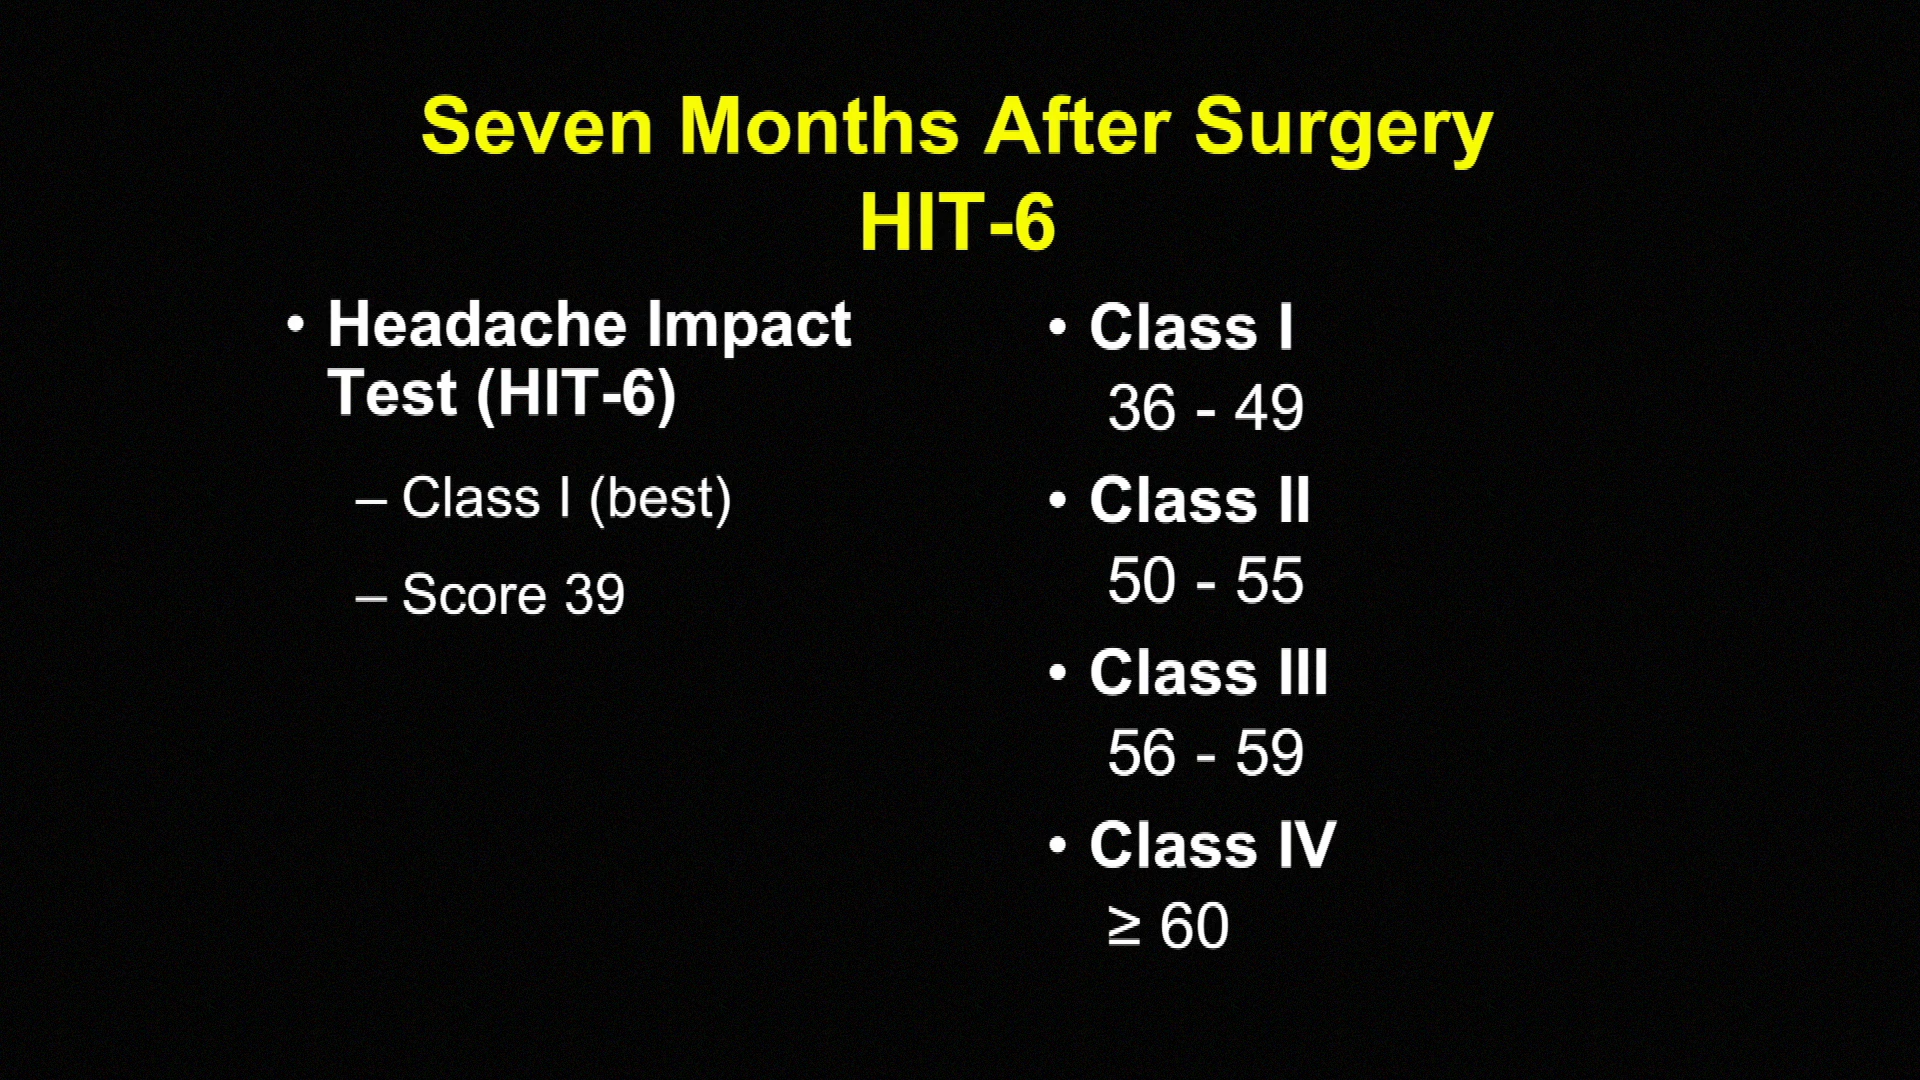 Seven Months After Surgery
HIT-6
• Headache Impact
Test (HIT-6)
– Class I (best)
– Score 39
• Class I
36 - 49
• Class II
50 - 55
• Class III
56 - 59
• Class IV
≥ 60